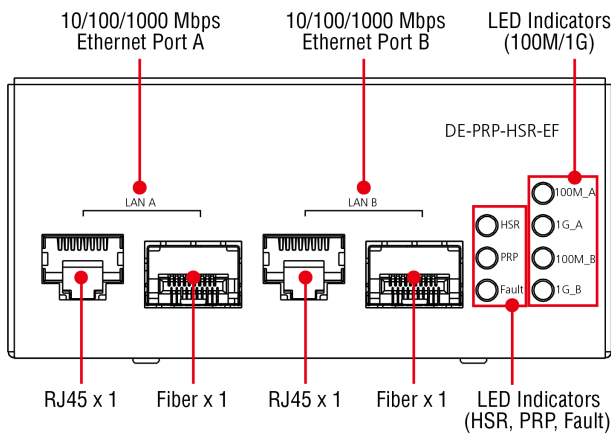 10/100/1000 Mbps
Ethernet Port A
10/100/1000 Mbps
Ethernet Port B
LED Indicators
(100M/1G)
DE-PRP-HSR-EF
LAN A
LAN B
100M_A
HSR
1G_A
PRP
100M_B
Fault
1G_B
RJ45 x 1
Fiber x 1
RJ45 x 1
Fiber x 1
LED Indicators
(HSR, PRP, Fault)